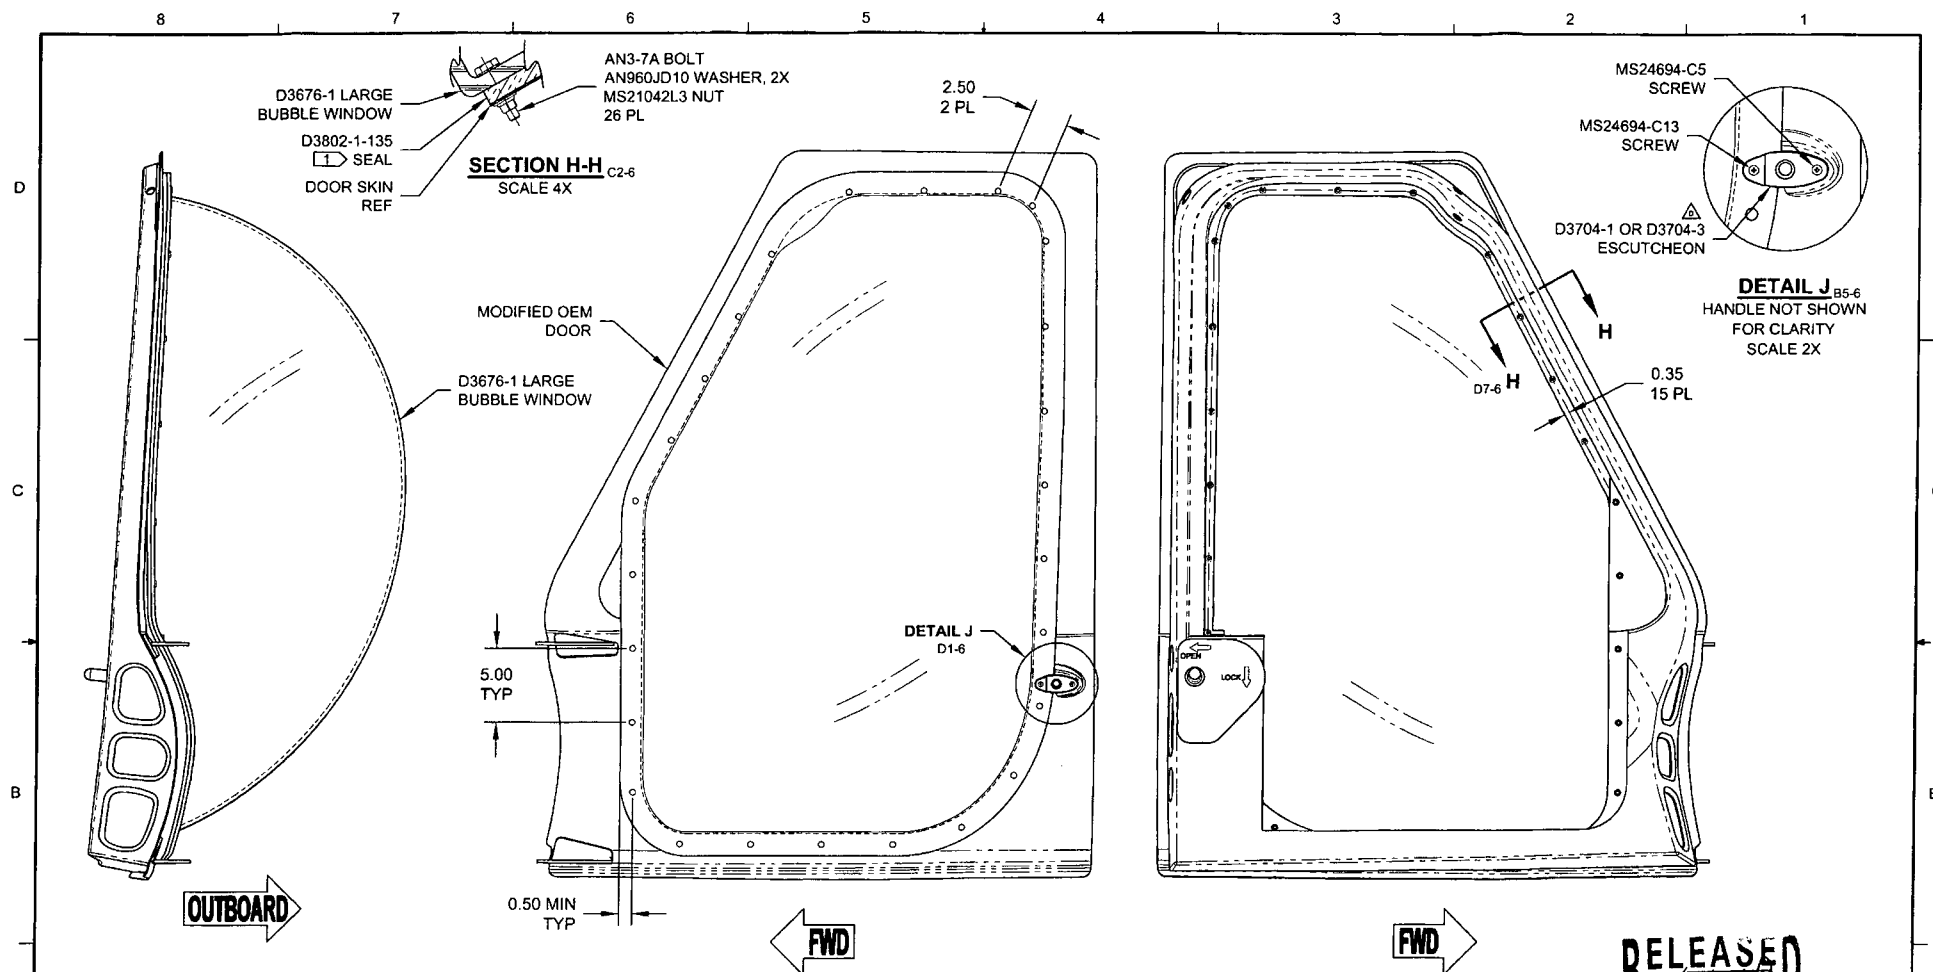 8 7 6 5 4 3 2 1
D
C
B
D3676-1 LARGE
BUBBLE WINDOW
D3802-1-135
1 SEAL
DOOR SKIN
REF
AN3-7A BOLT
AN960JD10 WASHER, 2X
MS21042L3 NUT
26 PL
SECTION H-H C2-6
SCALE 4X
2.50
2 PL
MS24694-C5
SCREW
MS24694-C13
SCREW
D3704-1 OR D3704-3
ESCUTCHEON
DETAIL J B5-6
HANDLE NOT SHOWN
FOR CLARITY
SCALE 2X
MODIFIED OEM
DOOR
D3676-1 LARGE
BUBBLE WINDOW
H
D7-6 H
0.35
15 PL
DETAIL J
D1-6
5.00
TYP
OPEN
LOCK
0.50 MIN
TYP
OUTBOARD
FWD
FWD
RELEASED